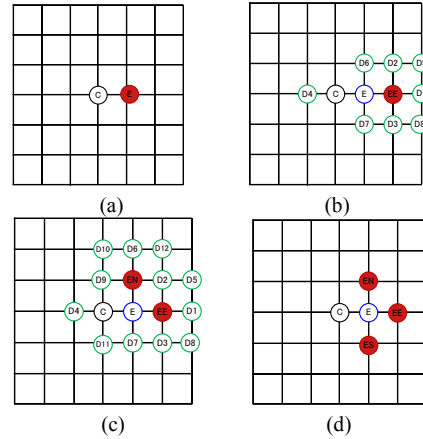 C E
(a)
D6 D2 D5
D4 C E EE D
D7 D3 D8
(b)
D10 D6 D12
D9 EN D2 D5
D4 C E EE D1
D11 D7 D3 D8
(c)
EN
C E EE
ES
(d)